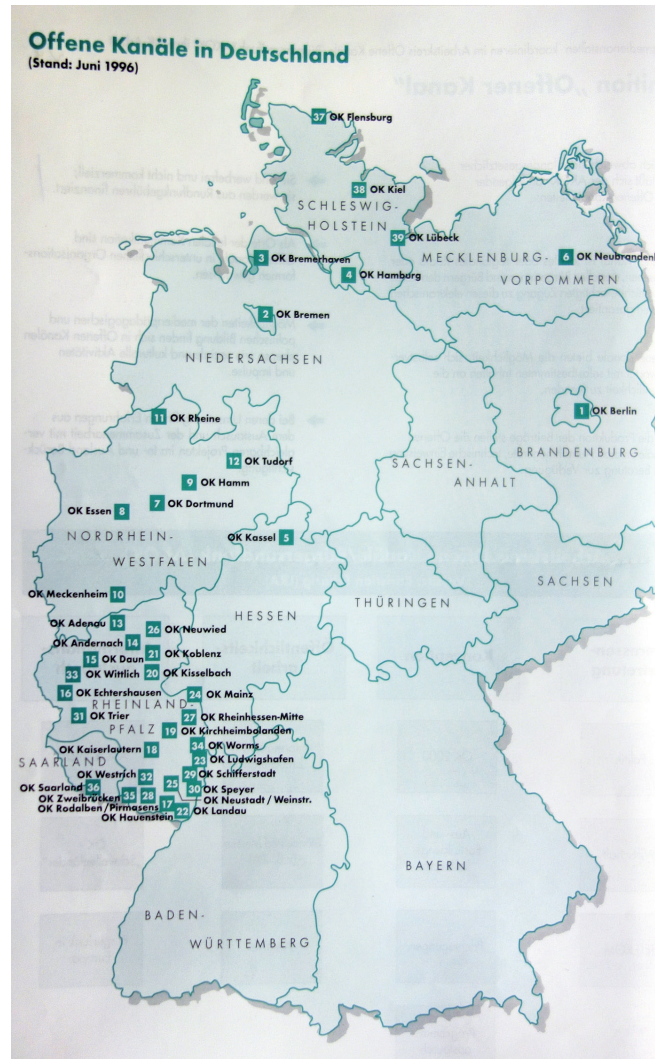 Offene Kanäle in Deutschland
(Stand: Juni 1996)
37 OK Flensburg
38 OK Kiel
SCHLESWIG-
HOLSTEIN
39 OK Lübeck
MECKLENBURG-
VORPOMMERN
6 OK Neubrandenb
3 OK Bremerhaven
4 OK Hamburg
2 OK Bremen
NIEDERSACHSEN
11 OK Rheine
1 OK Berlin
BRANDENBURG
12 OK Tudorf
SACHSEN-
ANHALT
9 OK Hamm
7 OK Dortmund
OK Essen 8
OK Kassel 5
NORDRHEIN-
WESTFALEN
SACHSEN
OK Meckenheim 10
HESSEN
THÜRINGEN
OK Adenau 13
26 OK Neuwied
OK Andernach 14
21 OK Koblenz
15 OK Daun
33 OK Wittlich
20 OK Kisselbach
16 OK Echtershausen
24 OK Mainz
RHEINLAND-
PFALZ
31 OK Trier
27 OK Rheinhessen-Mitte
19 OK Kirchheimbolanden
34 OK Worms
OK Kaiserlautern 18
23 OK Ludwigshafen
SAARLAND
29 OK Schifferstadt
OK Westrich 32
OK Saarland 36
25
30 OK Speyer
OK Zweibrücken 35
28
OK Neustadt / Weinstr.
OK Rodalben / Pirmasens
17
OK Hauenstein
22 OK Landau
BAYERN
BADEN-
WÜRTTEMBERG